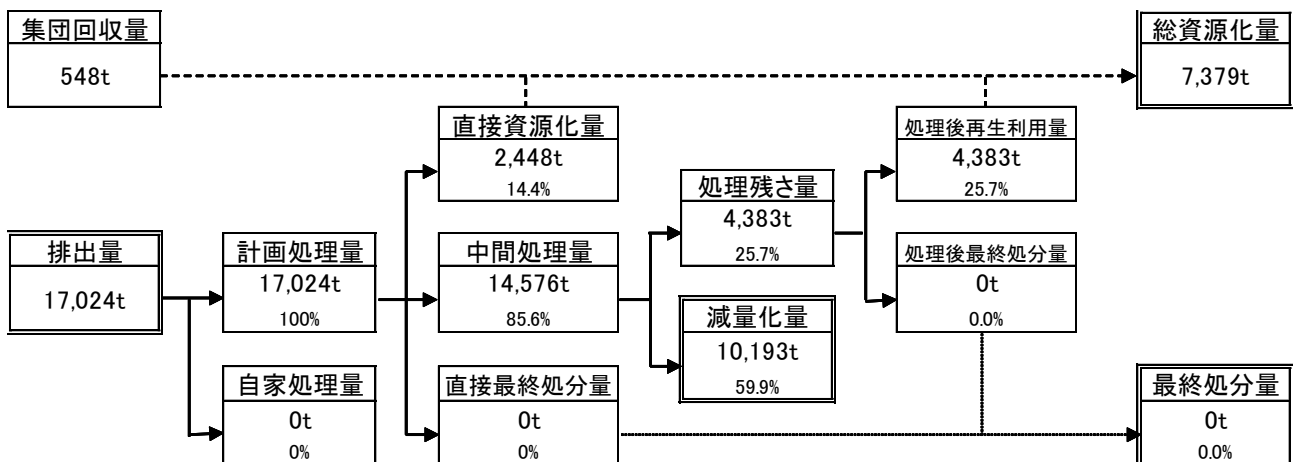 集団回収量
548t
総資源化量
7,379t
直接資源化量
2,448t
14.4%
処理後再生利用量
4,383t
25.7%
処理残さ量
4,383t
25.7%
排出量
17,024t
計画処理量
17,024t
100%
中間処理量
14,576t
85.6%
処理後最終処分量
0t
0.0%
減量化量
10,193t
59.9%
自家処理量
0t
0%
直接最終処分量
0t
0%
最終処分量
0t
0.0%